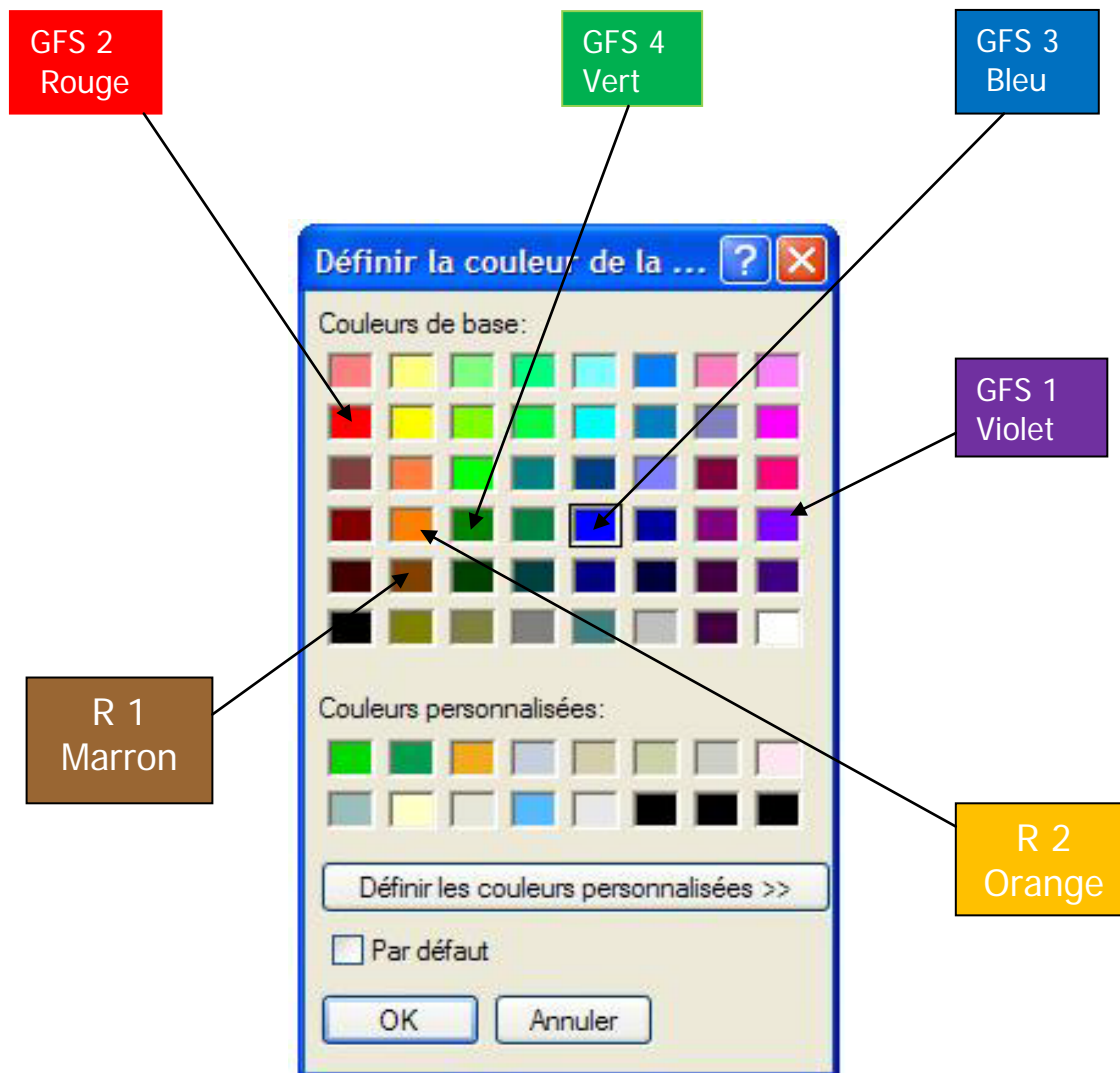 GFS 2
Rouge
GFS 4
Vert
GFS 3
Bleu
Définir la couleur de la ...
?
Couleurs de base:
GFS 1
Violet
R 1
Marron
Couleurs personnalisées:
R 2
Orange
Définir les couleurs personnalisées >>
Par défaut
OK
Annuler